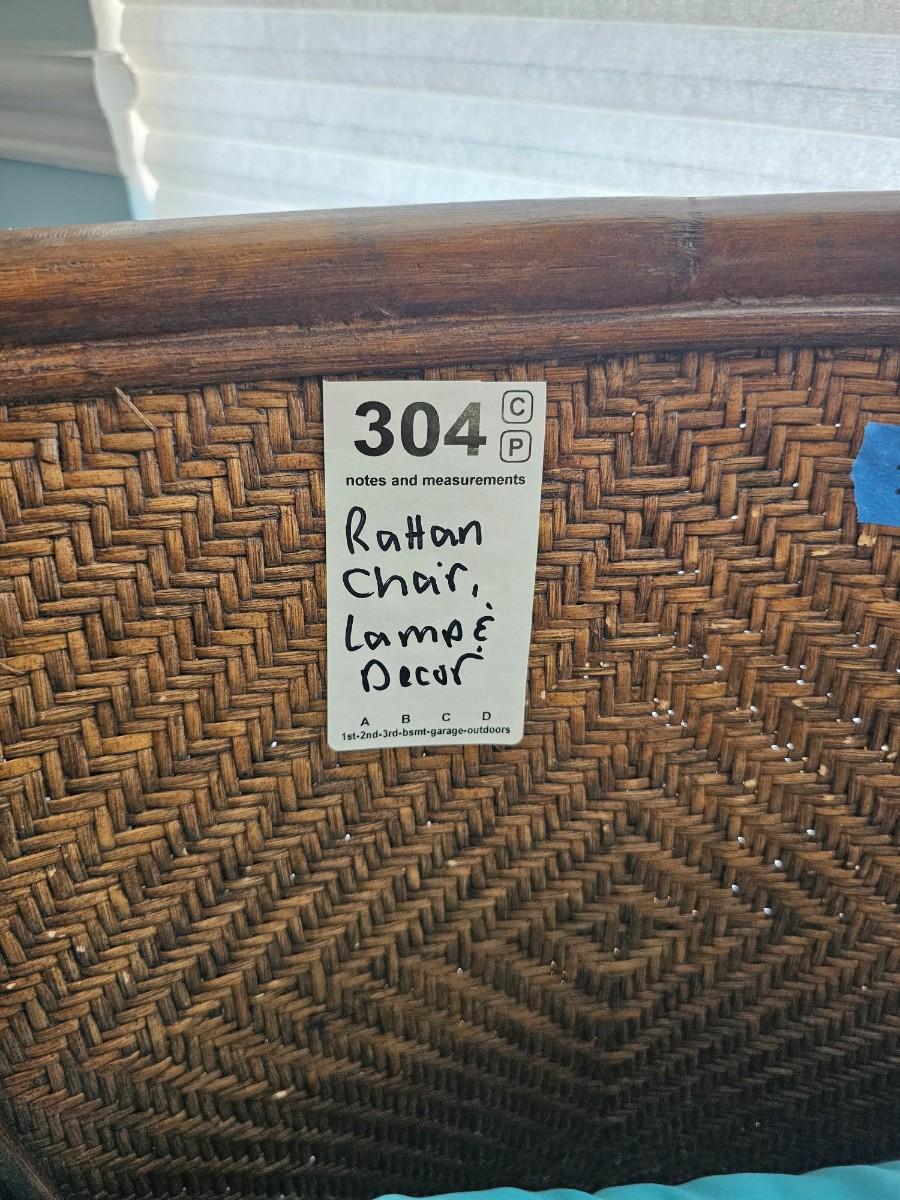 304 C
P
notes and measurements
Rattan
Chair,
Lamp &
Decor
A B C D
1st-2nd-3rd-bsmt-garage-outdoors